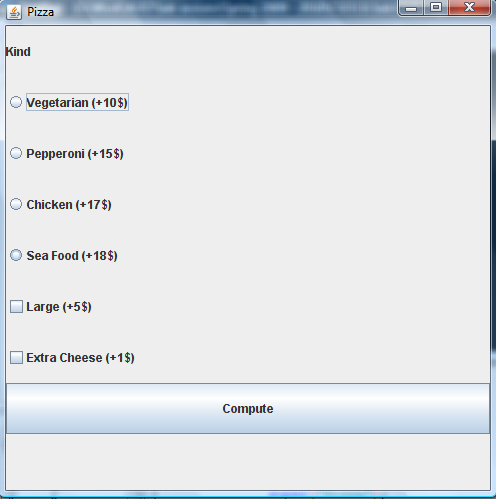 Pizza
Kind
Vegetarian (+10$)
Pepperoni (+15$)
Chicken (+17$)
Sea Food (+18$)
Large (+5$)
Extra Cheese (+1$)
Compute